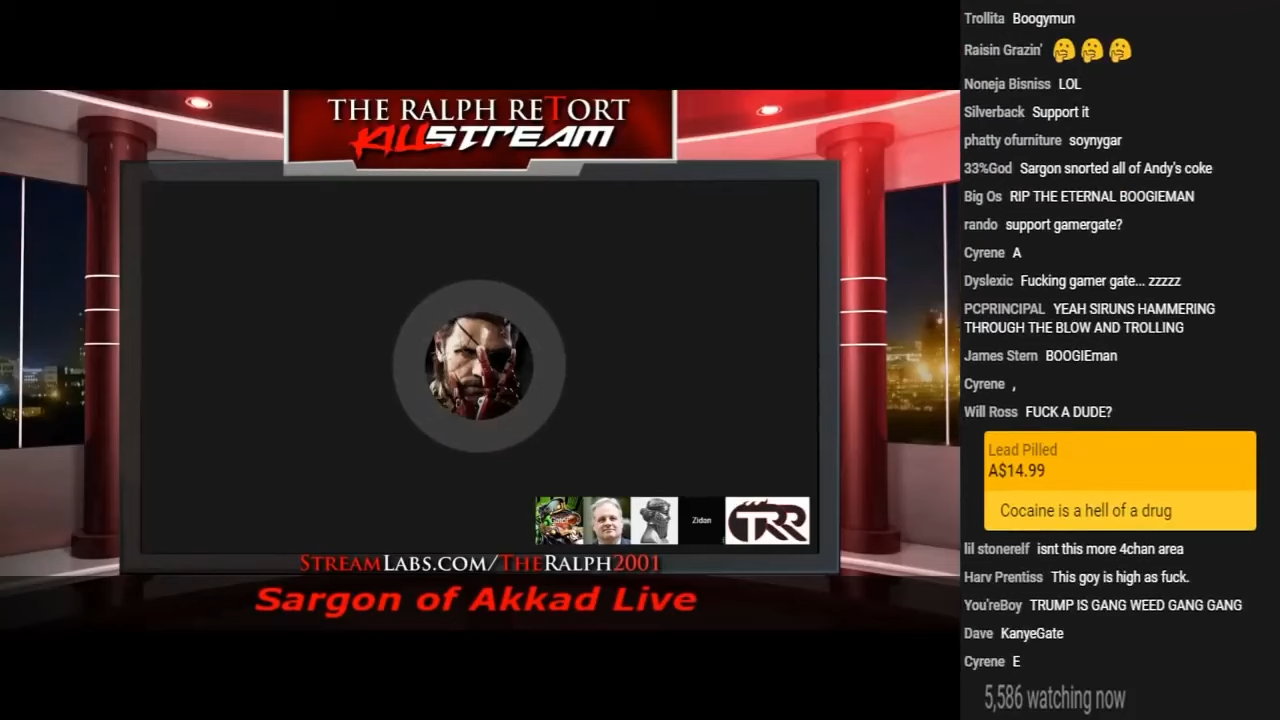 THE RALPH RETORT
KILLSTREAM
Gator
Zidan
TRR
STREAMLABS.COM/THERALPH2001
Sargon of Akkad Live
Trollita Boogymun
Raisin Grazin' 🤔🤔🤔
Noneja Bisniss LOL
Silverback Support it
phatty ofurniture soynygar
33%God Sargon snorted all of Andy's coke
Big Os RIP THE ETERNAL BOOGIEMAN
rando support gamergate?
Cyrene A
Dyslexic Fucking gamer gate... zzzzz
PCPRINCIPAL YEAH SIRUNS HAMMERING
THROUGH THE BLOW AND TROLLING
James Stern BOOGIEman
Cyrene ,
Will Ross FUCK A DUDE?
Lead Pilled
A$14.99
Cocaine is a hell of a drug
lil stonerelf isnt this more 4chan area
Harv Prentiss This goy is high as fuck.
You'reBoy TRUMP IS GANG WEED GANG GANG
Dave KanyeGate
Cyrene E
5,586 watching now